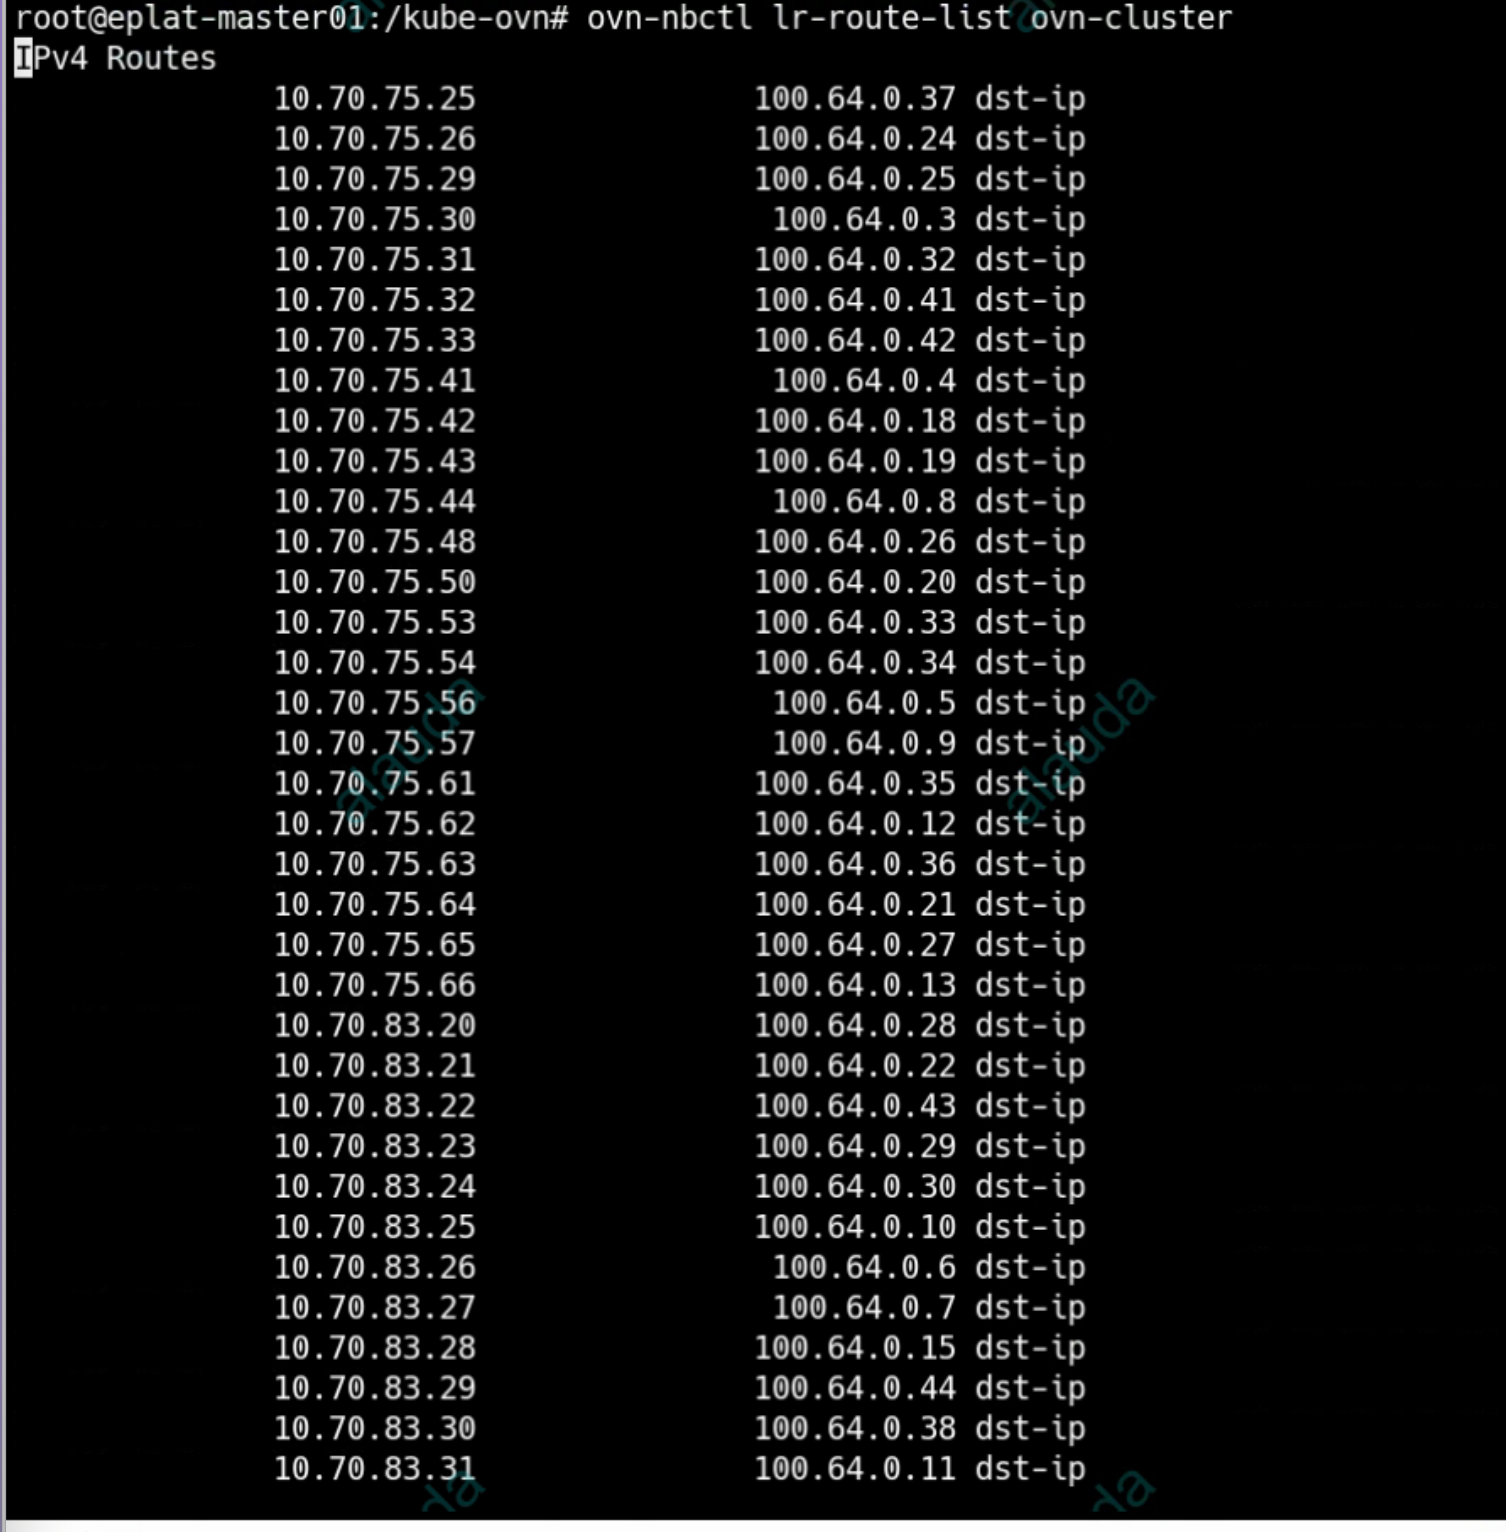 root@eplat-master01:/kube-ovn# ovn-nbctl lr-route-list ovn-cluster
IPv4 Routes
10.70.75.25 100.64.0.37 dst-ip
10.70.75.26 100.64.0.24 dst-ip
10.70.75.29 100.64.0.25 dst-ip
10.70.75.30 100.64.0.3 dst-ip
10.70.75.31 100.64.0.32 dst-ip
10.70.75.32 100.64.0.41 dst-ip
10.70.75.33 100.64.0.42 dst-ip
10.70.75.41 100.64.0.4 dst-ip
10.70.75.42 100.64.0.18 dst-ip
10.70.75.43 100.64.0.19 dst-ip
10.70.75.44 100.64.0.8 dst-ip
10.70.75.48 100.64.0.26 dst-ip
10.70.75.50 100.64.0.20 dst-ip
10.70.75.53 100.64.0.33 dst-ip
10.70.75.54 100.64.0.34 dst-ip
10.70.75.56 100.64.0.5 dst-ip
10.70.75.57 100.64.0.9 dst-ip
10.70.75.61 100.64.0.35 dst-ip
10.70.75.62 100.64.0.12 dst-ip
10.70.75.63 100.64.0.36 dst-ip
10.70.75.64 100.64.0.21 dst-ip
10.70.75.65 100.64.0.27 dst-ip
10.70.75.66 100.64.0.13 dst-ip
10.70.83.20 100.64.0.28 dst-ip
10.70.83.21 100.64.0.22 dst-ip
10.70.83.22 100.64.0.43 dst-ip
10.70.83.23 100.64.0.29 dst-ip
10.70.83.24 100.64.0.30 dst-ip
10.70.83.25 100.64.0.10 dst-ip
10.70.83.26 100.64.0.6 dst-ip
10.70.83.27 100.64.0.7 dst-ip
10.70.83.28 100.64.0.15 dst-ip
10.70.83.29 100.64.0.44 dst-ip
10.70.83.30 100.64.0.38 dst-ip
10.70.83.31 100.64.0.11 dst-ip
alauda
alauda
da
da